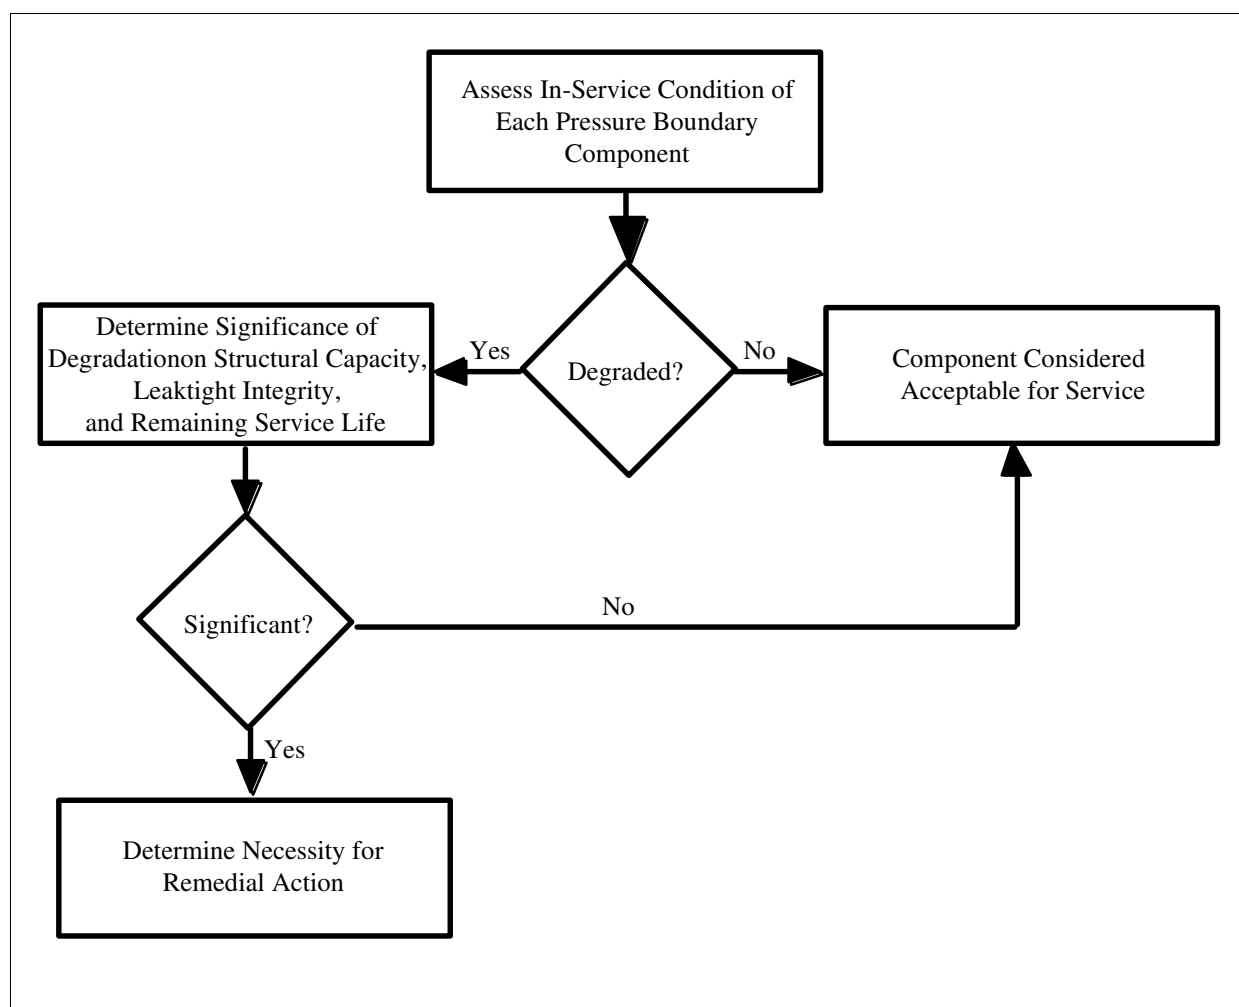 Assess In-Service Condition of
Each Pressure Boundary
Component
Degraded?
Yes
No
Determine Significance of
Degradationon Structural Capacity,
Leaktight Integrity,
and Remaining Service Life
Component Considered
Acceptable for Service
Significant?
No
Yes
Determine Necessity for
Remedial Action